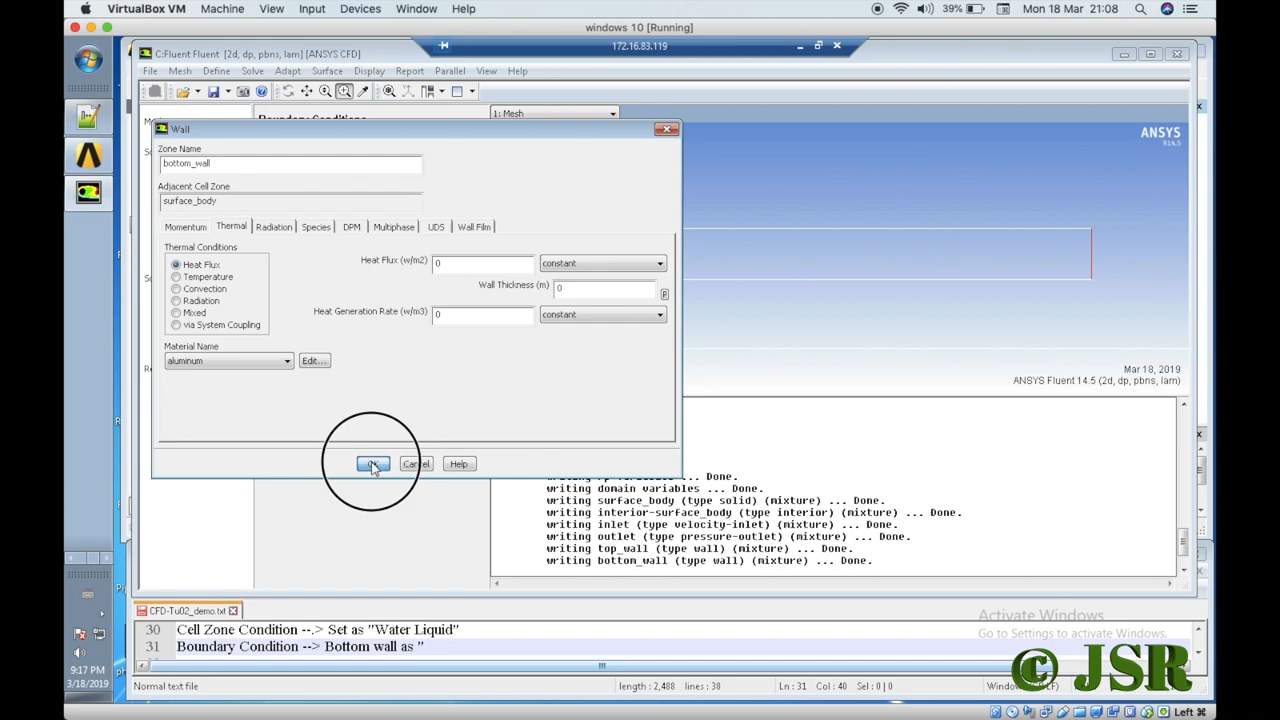 VirtualBox VM Machine View Input Devices Window Help 39% Mon 18 Mar 21:08
windows 10 [Running]
172.16.83.119
C:Fluent Fluent [2d, dp, pbns, lam] [ANSYS CFD]
File Mesh Define Solve Adapt Surface Display Report Parallel View Help
1: Mesh
Boundary Conditions
Wall
Zone Name
bottom_wall
Adjacent Cell Zone
surface_body
Momentum Thermal Radiation Species DPM Multiphase UDS Wall Film
Thermal Conditions
Heat Flux
Temperature
Convection
Radiation
Mixed
via System Coupling
Heat Flux (w/m2) 0 constant
Wall Thickness (m) 0 P
Heat Generation Rate (w/m3) 0 constant
Material Name
aluminum Edit...
OK Cancel Help
ANSYS
R14.5
Mar 18, 2019
ANSYS Fluent 14.5 (2d, dp, pbns, lam)
writing domain variables ... Done.
writing surface_body (type solid) (mixture) ... Done.
writing interior-surface_body (type interior) (mixture) ... Done.
writing inlet (type velocity-inlet) (mixture) ... Done.
writing outlet (type pressure-outlet) (mixture) ... Done.
writing top_wall (type wall) (mixture) ... Done.
writing bottom_wall (type wall) (mixture) ... Done.
CFD-Tu02_demo.txt
30 Cell Zone Condition --.> Set as "Water Liquid"
31 Boundary Condition --> Bottom wall as "
Activate Windows
Go to Settings to activate Windows.
© JSR
Normal text file length : 2,488 lines : 38 Ln : 31 Col : 40 Sel : 0 | 0
9:17 PM
3/18/2019
Left ⌘